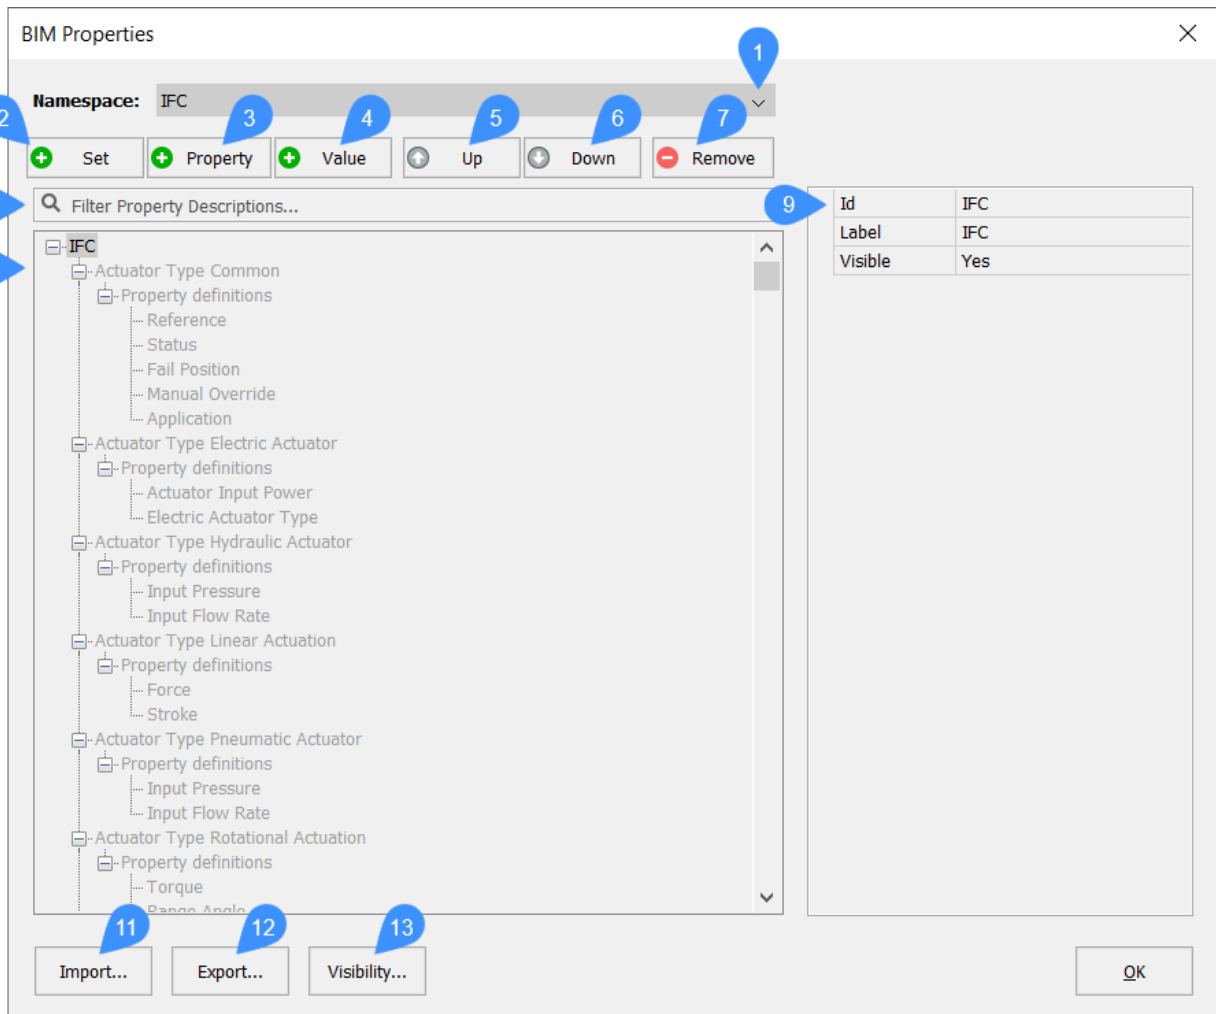 BIM Properties
1
Namespace: IFC
2 3 4 5 6 7
Set Property Value Up Down Remove
Filter Property Descriptions...
9
Id IFC
Label IFC
Visible Yes
IFC
Actuator Type Common
Property definitions
Reference
Status
Fail Position
Manual Override
Application
Actuator Type Electric Actuator
Property definitions
Actuator Input Power
Electric Actuator Type
Actuator Type Hydraulic Actuator
Property definitions
Input Pressure
Input Flow Rate
Actuator Type Linear Actuation
Property definitions
Force
Stroke
Actuator Type Pneumatic Actuator
Property definitions
Input Pressure
Input Flow Rate
Actuator Type Rotational Actuation
Property definitions
Torque
Range Angle
11 12 13
Import... Export... Visibility...
OK